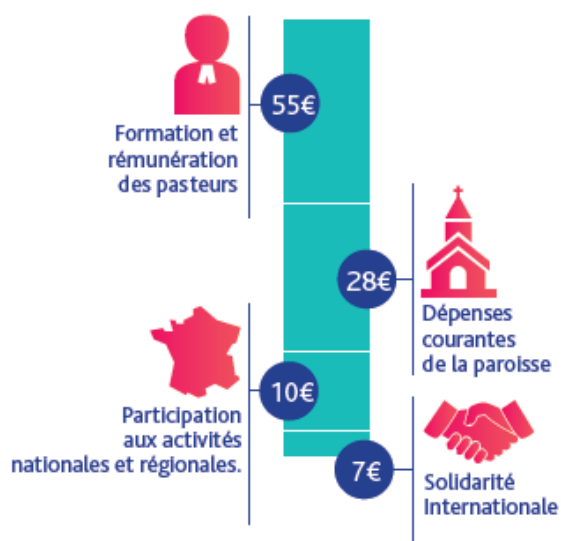 55€
Formation et
rémunération
des pasteurs
28€
Dépenses
courantes
de la paroisse
10€
Participation
aux activités
nationales et régionales.
7€
Solidarité
Internationale